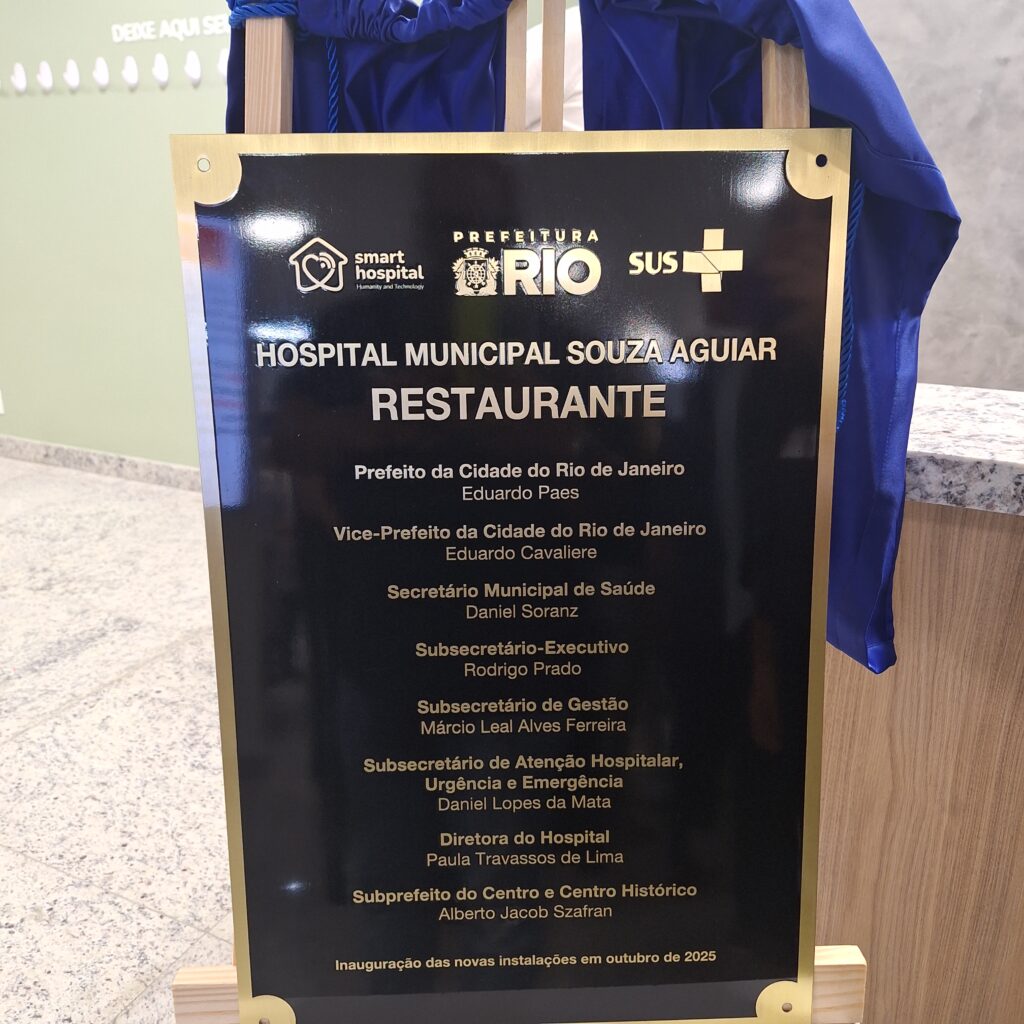 DEIXE AQUI SEU
smart
hospital
Humanity and Technology
PREFEITURA
RIO
SUS
HOSPITAL MUNICIPAL SOUZA AGUIAR
RESTAURANTE
Prefeito da Cidade do Rio de Janeiro
Eduardo Paes
Vice-Prefeito da Cidade do Rio de Janeiro
Eduardo Cavaliere
Secretário Municipal de Saúde
Daniel Soranz
Subsecretário-Executivo
Rodrigo Prado
Subsecretário de Gestão
Márcio Leal Alves Ferreira
Subsecretário de Atenção Hospitalar,
Urgência e Emergência
Daniel Lopes da Mata
Diretora do Hospital
Paula Travassos de Lima
Subprefeito do Centro e Centro Histórico
Alberto Jacob Szafran
Inauguração das novas instalações em outubro de 2025